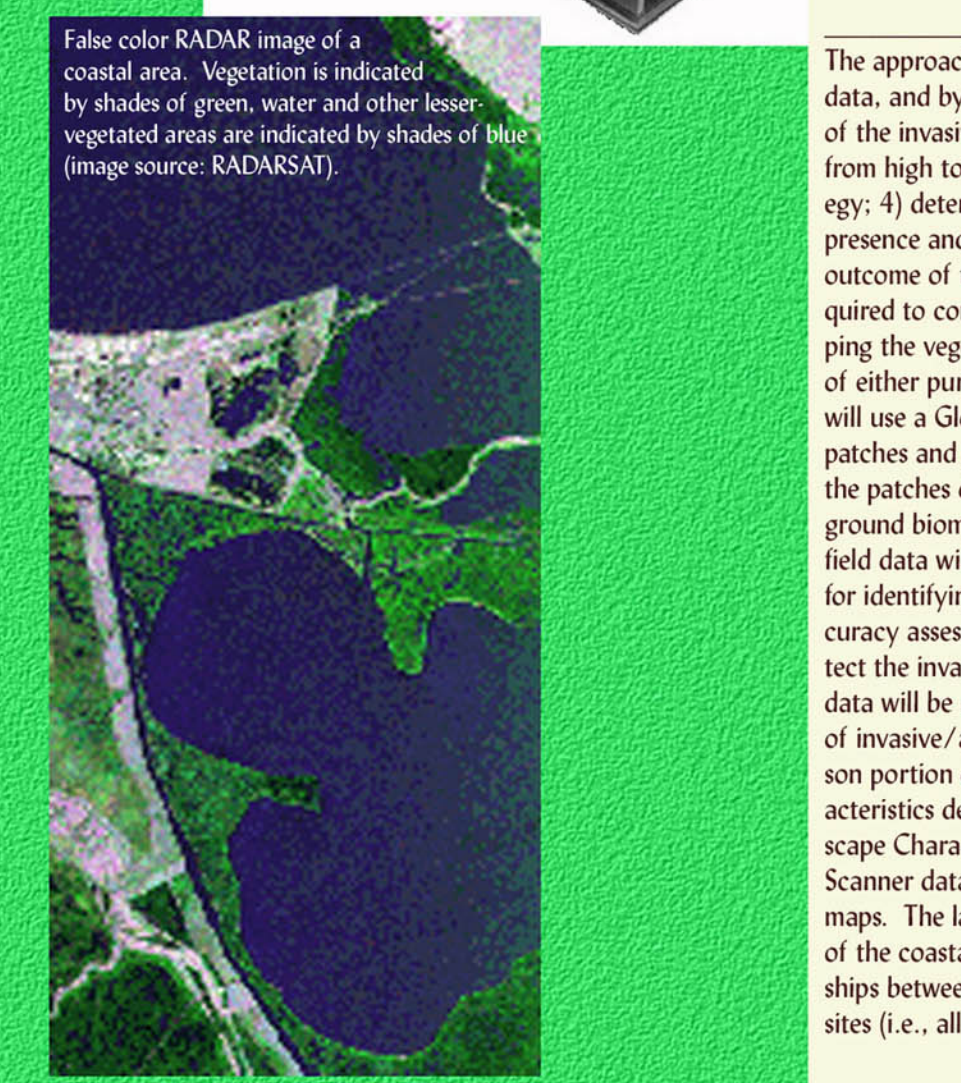 False color RADAR image of a
coastal area. Vegetation is indicated
by shades of green, water and other lesser-
vegetated areas are indicated by shades of blue
(image source: RADARSAT).
The approac
data, and by
of the invasi
from high to
egy; 4) deter
presence and
outcome of
quired to co
ping the veg
of either pu
will use a Gl
patches and
the patches
ground biom
field data wi
for identifyin
curacy asses
tect the inva
data will be
of invasive/a
son portion
acteristics de
scape Chara
Scanner data
maps. The la
of the coasta
ships betwee
sites (i.e., all